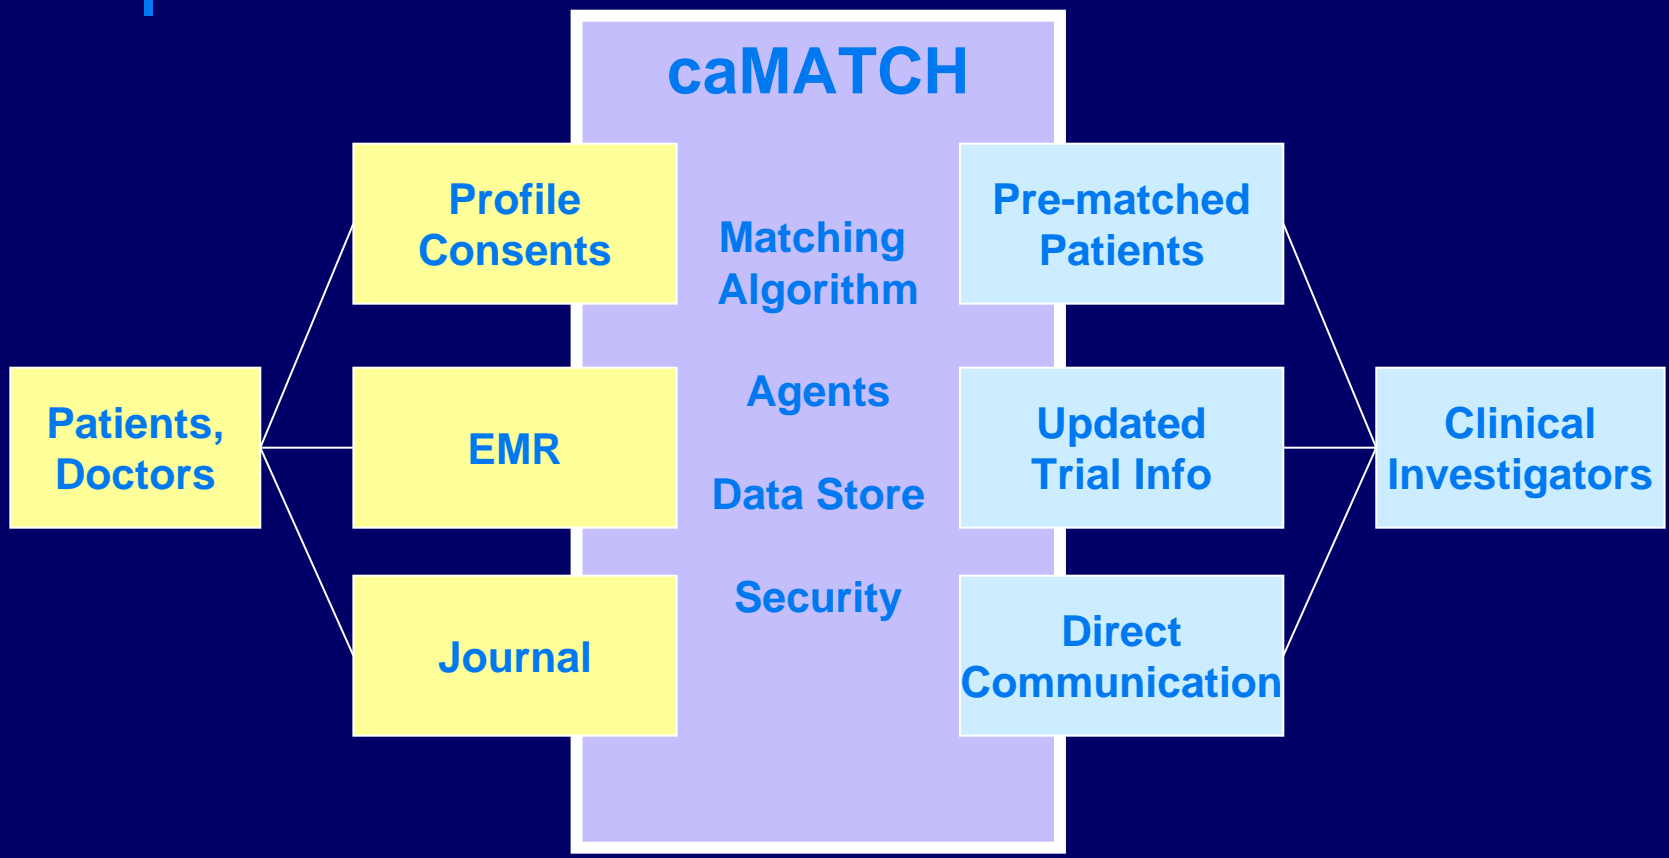 caMATCH
Patients,
Doctors
Profile
Consents
EMR
Journal
Matching
Algorithm
Agents
Data Store
Security
Pre-matched
Patients
Updated
Trial Info
Direct
Communication
Clinical
Investigators